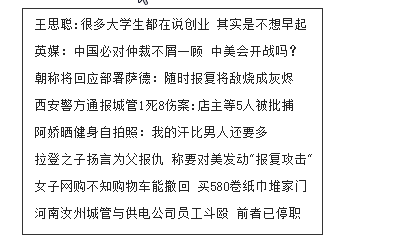 王思聪:很多大学生都在说创业 其实是不想早起
英媒: 中国必对仲裁不屑一顾 中美会开战吗?
朝称将回应部署萨德: 随时报复将敌烧成灰烬
西安警方通报城管1死8伤案:店主等5人被批捕
阿娇晒健身自拍照: 我的汗比男人还要多
拉登之子扬言为父报仇 称要对美发动"报复攻击"
女子网购不知购物车能撤回 买580卷纸巾堆家门
河南汝州城管与供电公司员工斗殴 前者已停职